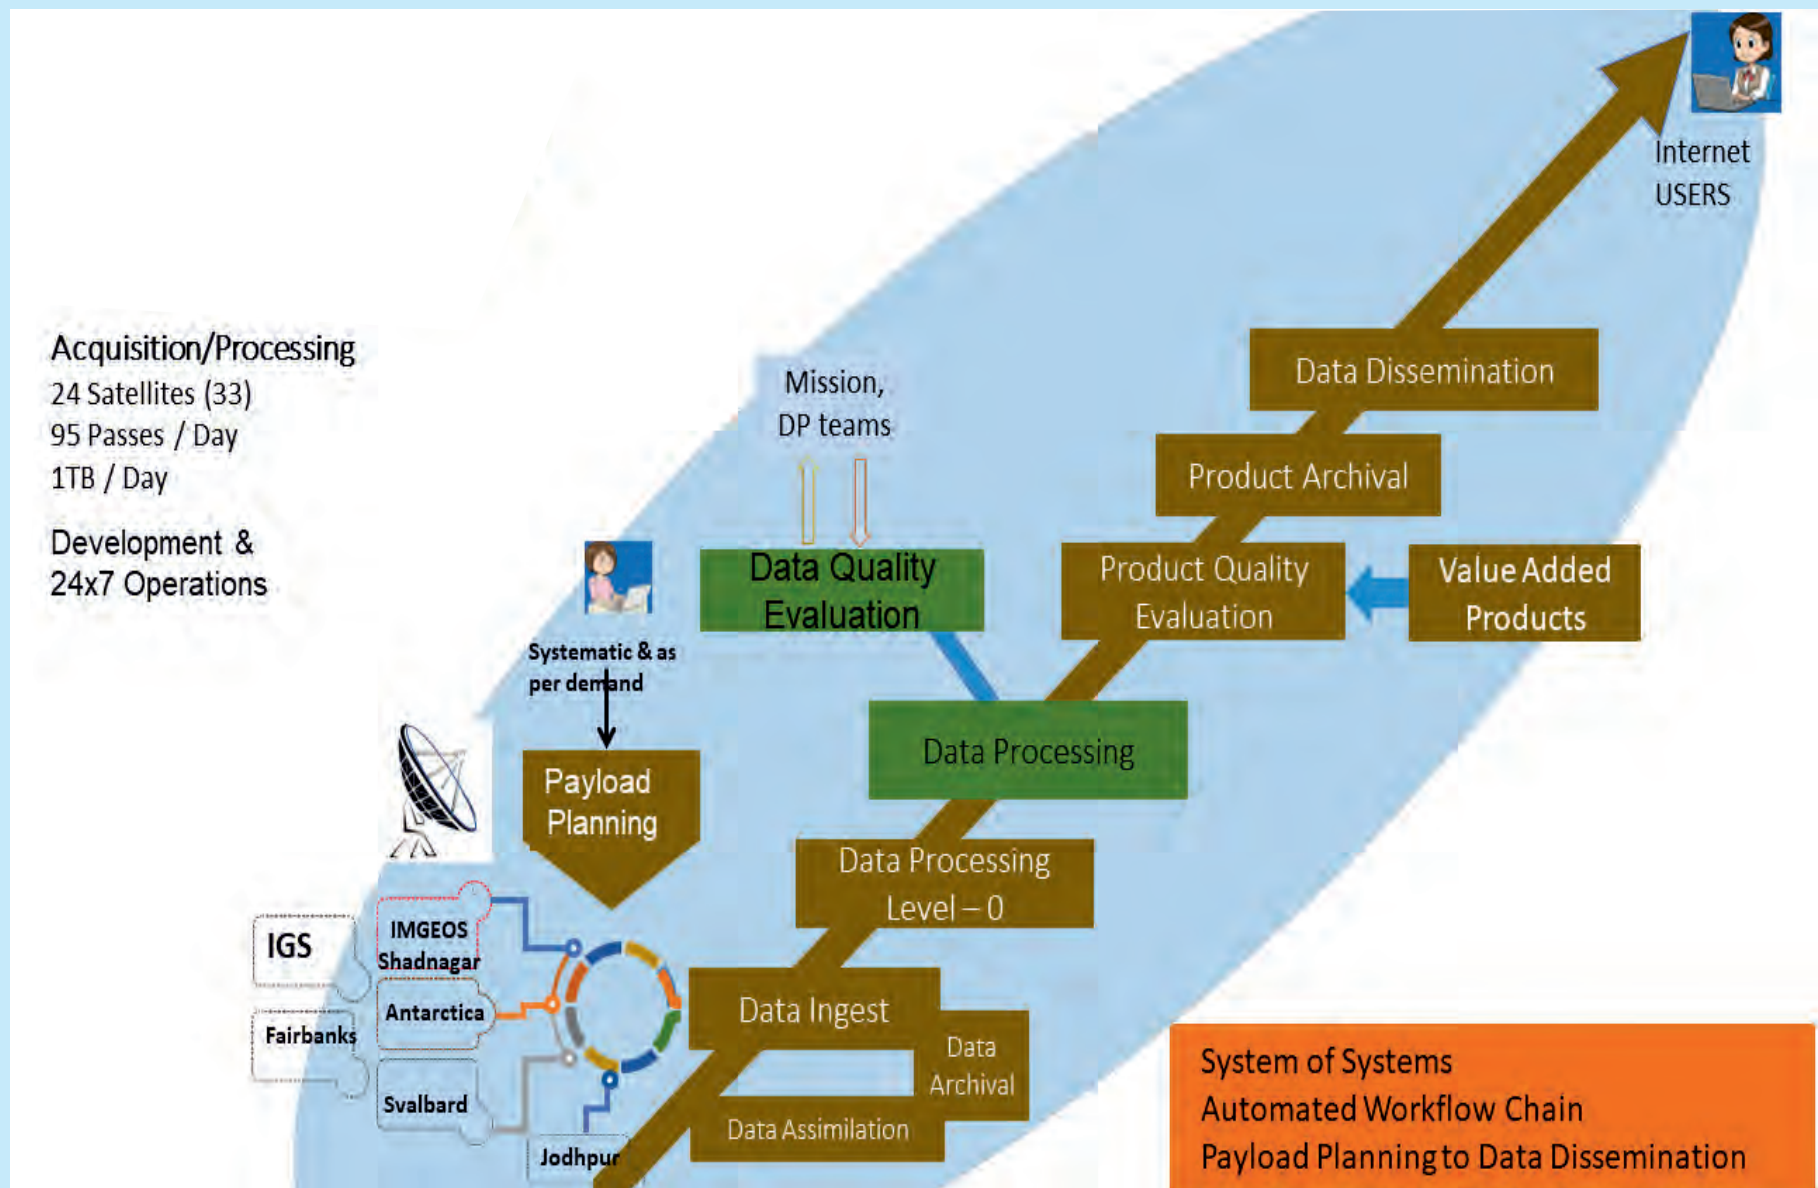 Internet
USERS
Acquisition/Processing
24 Satellites (33)
95 Passes / Day
1TB / Day
Development &
24x7 Operations
Mission,
DP teams
Data Dissemination
Product Archival
Data Quality
Evaluation
Product Quality
Evaluation
Value Added
Products
Systematic & as
per demand
Data Processing
Payload
Planning
Data Processing
Level – 0
IGS
IMGEOS
Shadnagar
Antarctica
Fairbanks
Svalbard
Jodhpur
Data Ingest
Data
Archival
Data Assimilation
System of Systems
Automated Workflow Chain
Payload Planning to Data Dissemination